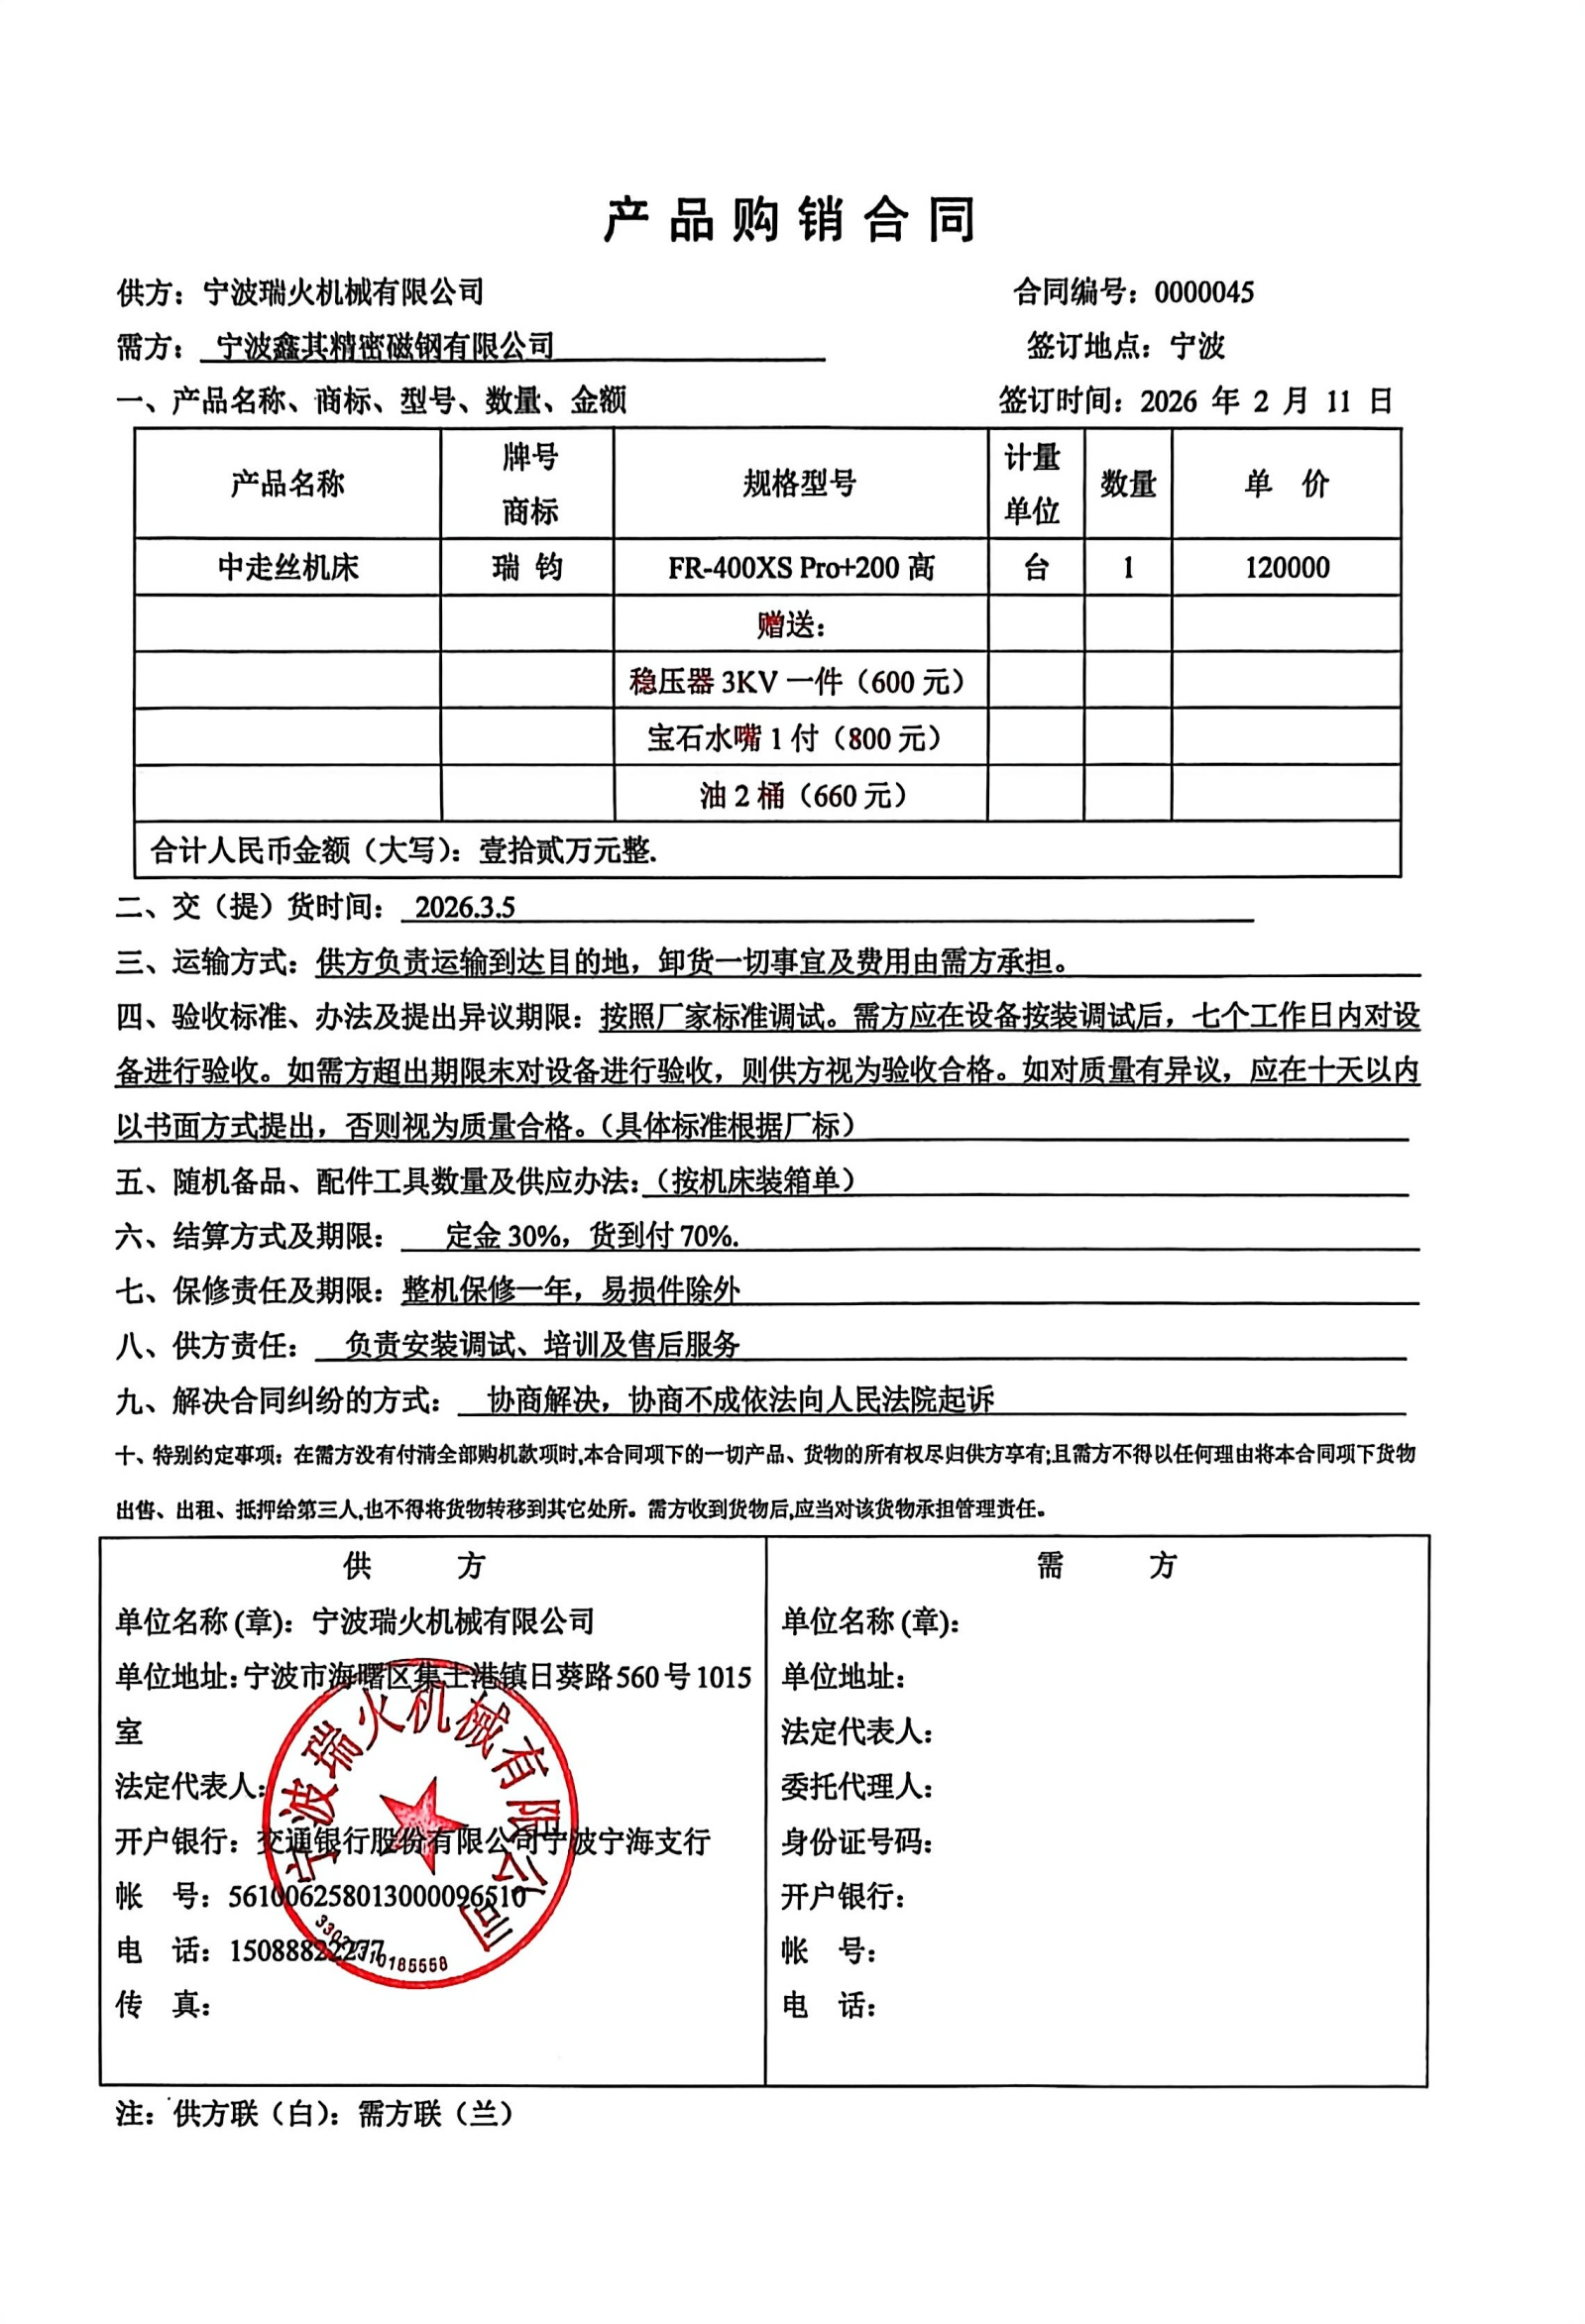 产品购销合同
供方：宁波瑞火机械有限公司 合同编号：0000045
需方：宁波鑫其精密磁钢有限公司 签订地点：宁波
一、产品名称、商标、型号、数量、金额 签订时间：2026 年 2 月 11 日
产品名称 牌号商标 规格型号 计量单位 数量 单 价
中走丝机床 瑞 钧 FR-400XS Pro+200 高 台 1 120000
赠送：
稳压器 3KV 一件（600 元）
宝石水嘴 1 付（800 元）
油 2 桶（660 元）
合计人民币金额（大写）：壹拾贰万元整.
二、交（提）货时间： 2026.3.5
三、运输方式：供方负责运输到达目的地，卸货一切事宜及费用由需方承担。
四、验收标准、办法及提出异议期限：按照厂家标准调试。需方应在设备按装调试后，七个工作日内对设
备进行验收。如需方超出期限未对设备进行验收，则供方视为验收合格。如对质量有异议，应在十天以内
以书面方式提出，否则视为质量合格。（具体标准根据厂标）
五、随机备品、配件工具数量及供应办法：（按机床装箱单）
六、结算方式及期限： 定金 30%，货到付 70%.
七、保修责任及期限：整机保修一年，易损件除外
八、供方责任： 负责安装调试、培训及售后服务
九、解决合同纠纷的方式： 协商解决，协商不成依法向人民法院起诉
十、特别约定事项：在需方没有付清全部购机款项时,本合同项下的一切产品、货物的所有权尽归供方享有;且需方不得以任何理由将本合同项下货物
出售、出租、抵押给第三人,也不得将货物转移到其它处所。需方收到货物后,应当对该货物承担管理责任。
供 方
单位名称(章)：宁波瑞火机械有限公司
单位地址：宁波市海曙区集士港镇日葵路560号1015
室
法定代表人：
开户银行：交通银行股份有限公司宁波宁海支行
帐 号：561006258013000096510
电 话：15088822277
传 真：
宁波瑞火机械有限公司
需 方
单位名称(章)：
单位地址：
法定代表人：
委托代理人：
身份证号码：
开户银行：
帐 号：
电 话：
注：供方联（白）：需方联（兰）